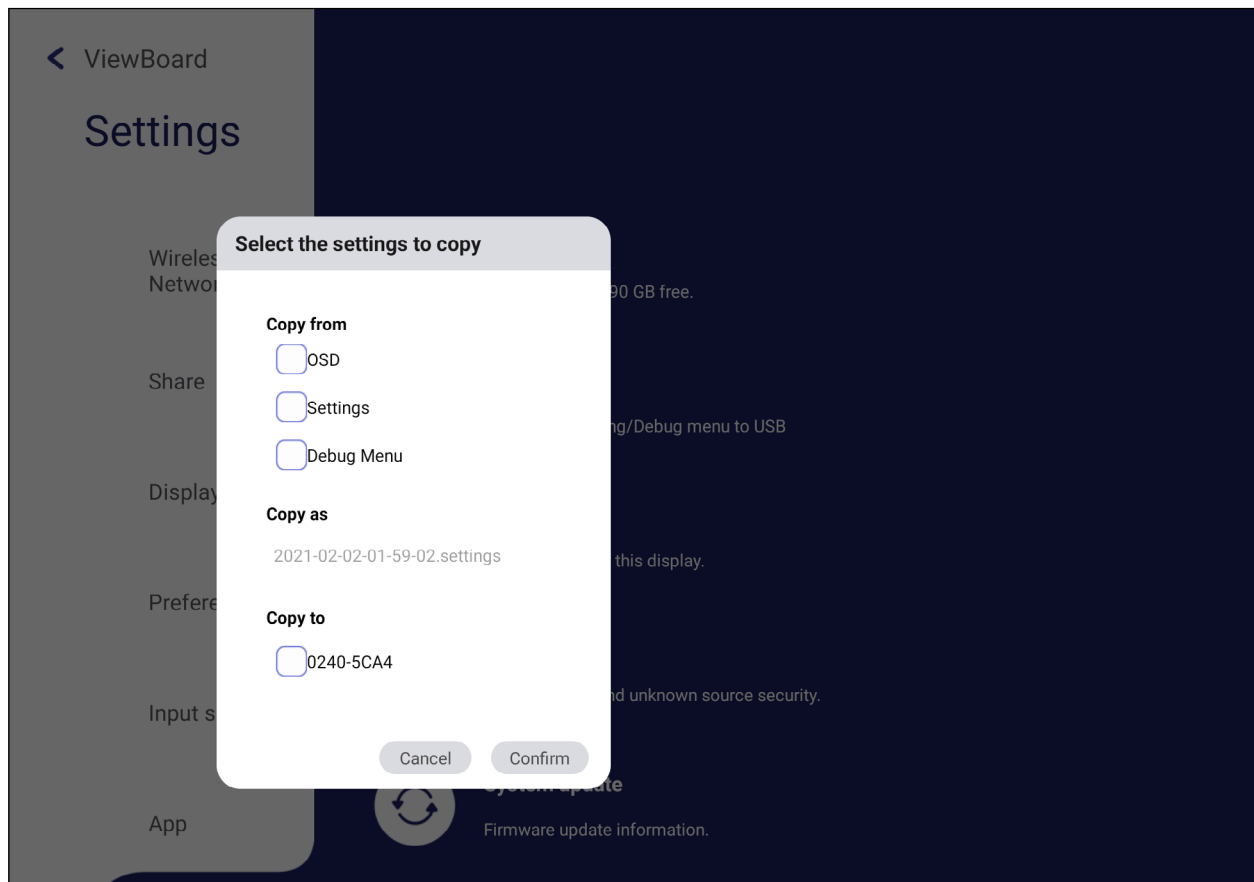 ViewBoard
Settings
Select the settings to copy
Copy from
OSD
Settings
Debug Menu
Copy as
2021-02-02-01-59-02.settings
Copy to
0240-5CA4
Cancel
Confirm
Share
Display
Input
App
90 GB free.
/Debug menu to USB
this display.
unknown source security.
Firmware update information.